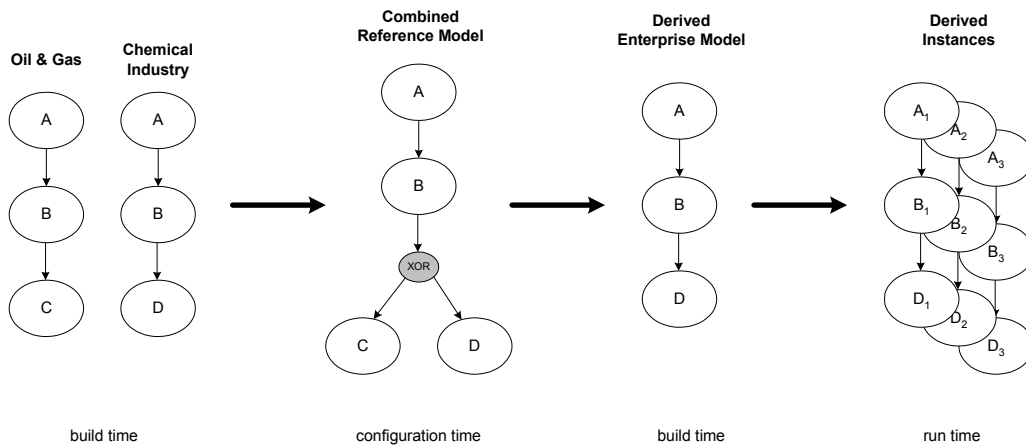 Oil & Gas
A
B
C
Chemical
Industry
A
B
D
build time
Combined
Reference Model
A
B
XOR
C
D
configuration time
Derived
Enterprise Model
A
B
D
build time
Derived
Instances
A1
A2
A3
B1
B2
B3
D1
D2
D3
run time